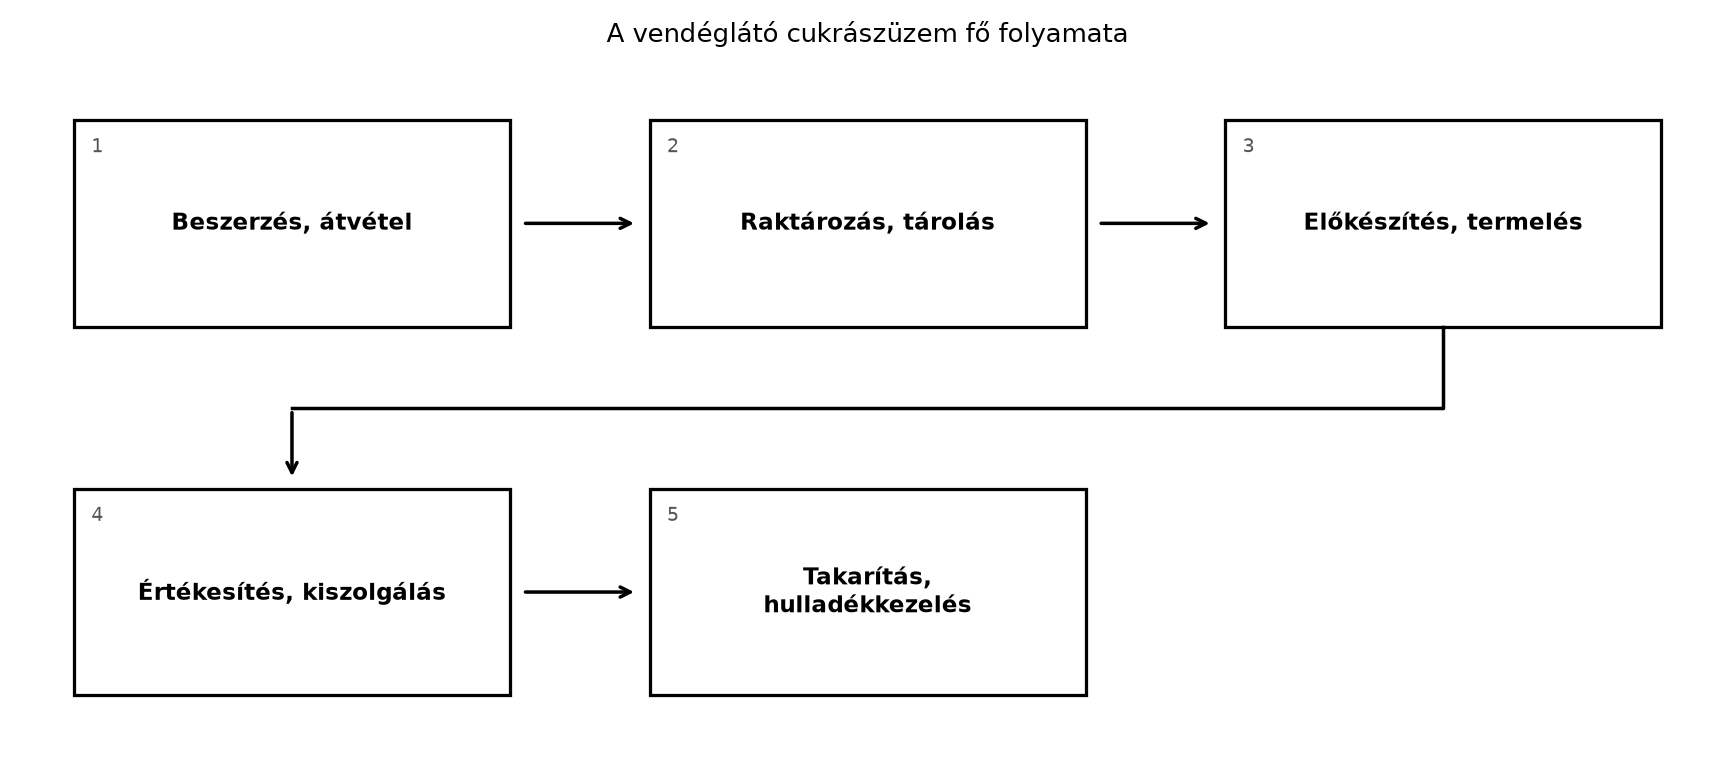 A vendéglátó cukrászüzem fő folyamata
1
Beszerzés, átvétel
2
Raktározás, tárolás
3
Előkészítés, termelés
4
Értékesítés, kiszolgálás
5
Takarítás,
hulladékkezelés